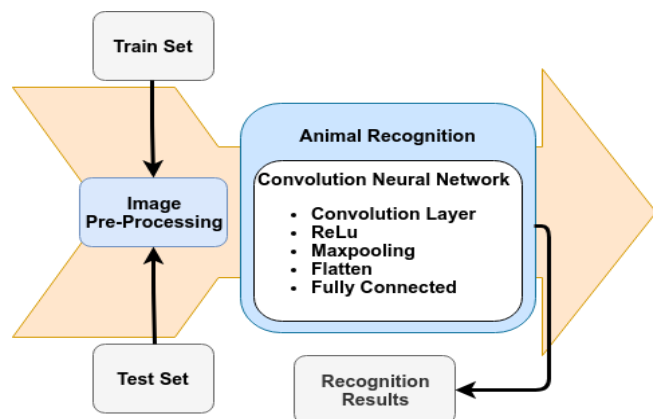 Train Set
Image
Pre-Processing
Test Set
Animal Recognition
Convolution Neural Network
• Convolution Layer
• ReLu
• Maxpooling
• Flatten
• Fully Connected
Recognition
Results